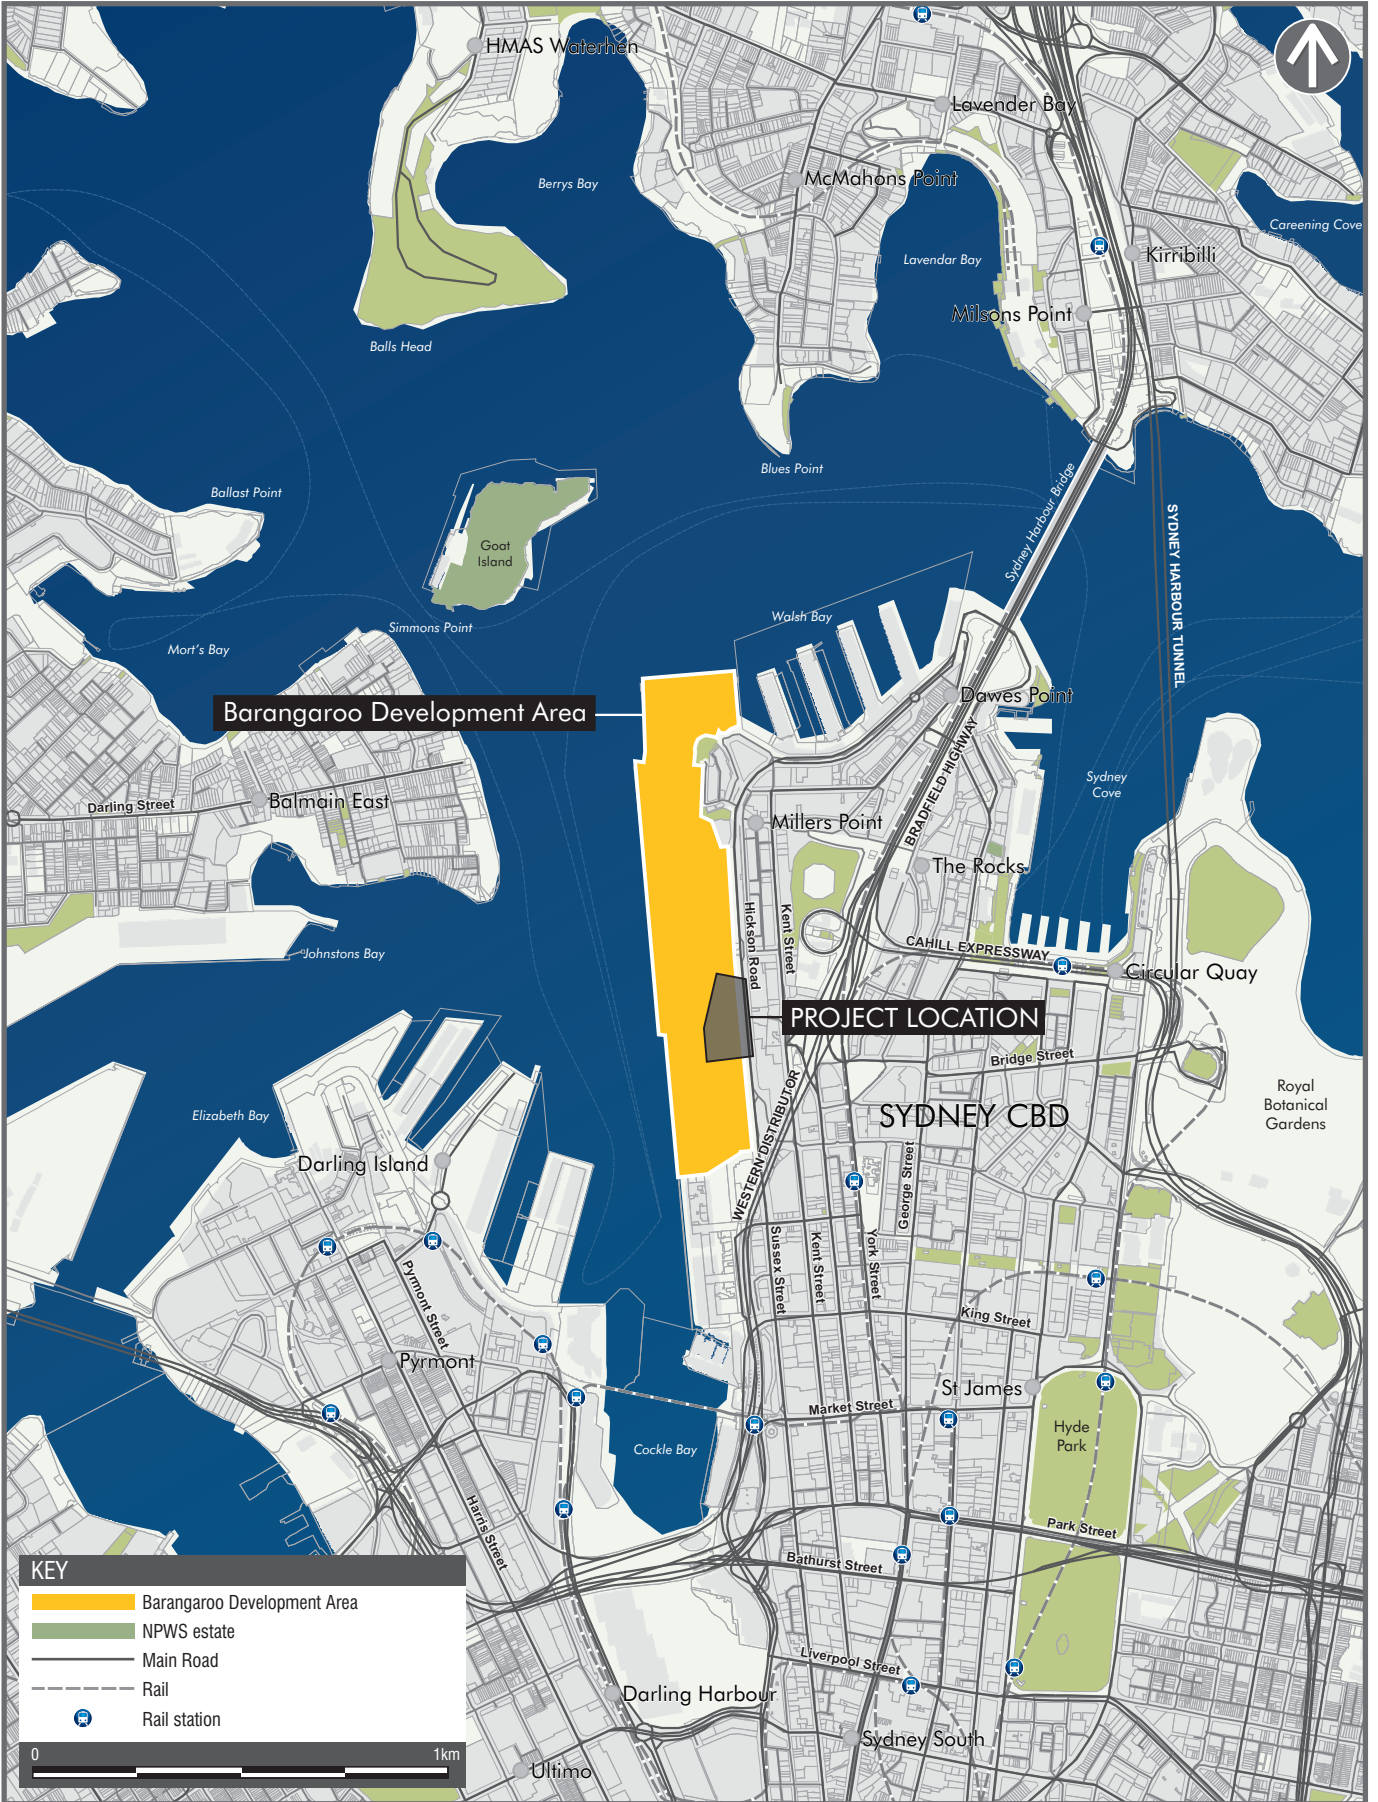 HMAS Waterhen
Lavender Bay
McMahons Point
Berrys Bay
Careening Cove
Lavendar Bay
Kirribilli
Milsons Point
Balls Head
Blues Point
Sydney Harbour Bridge
Ballast Point
SYDNEY HARBOUR TUNNEL
Goat
Island
Simmons Point
Walsh Bay
Mort's Bay
Dawes Point
Barangaroo Development Area
BRADFIELD HIGHWAY
Sydney
Cove
Darling Street
Balmain East
Millers Point
The Rocks
Hickson Road
Kent Street
CAHILL EXPRESSWAY
Johnstons Bay
Circular Quay
PROJECT LOCATION
Bridge Street
Royal
Botanical
Gardens
Elizabeth Bay
SYDNEY CBD
WESTERN DISTRIBUTOR
Darling Island
George Street
Sussex Street
Kent Street
York Street
Pyrmont Street
King Street
Pyrmont
St James
Market Street
Hyde
Park
Cockle Bay
Harris Street
Park Street
Bathurst Street
Liverpool Street
Darling Harbour
Sydney South
Ultimo
KEY
Barangaroo Development Area
NPWS estate
Main Road
Rail
Rail station
0
1km